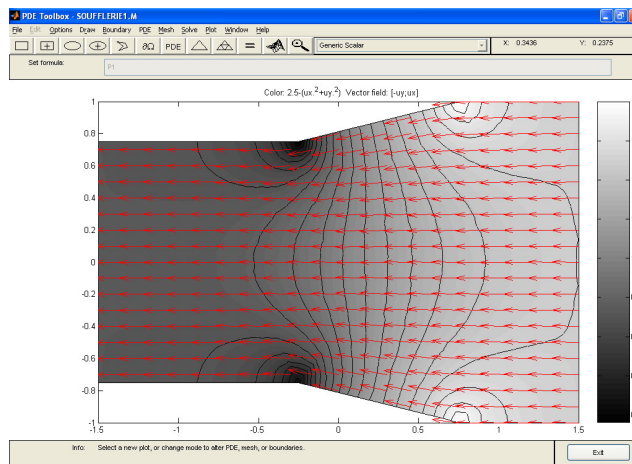 PDE Toolbox - SOUFFLERIE1.M
File Edit Options Draw Boundary PDE Mesh Solve Plot Window Help
∂Ω PDE = Generic Scalar X: 0.3436 Y: 0.2375
Set formula: P1
Color: 2.5-(ux.^2+uy.^2) Vector field: [-uy;ux]
1
0.8
0.6
0.4
0.2
0
-0.2
-0.4
-0.6
-0.8
-1
-1.5 -1 -0.5 0 0.5 1 1.5
Info: Select a new plot, or change mode to alter PDE, mesh, or boundaries.
Exit